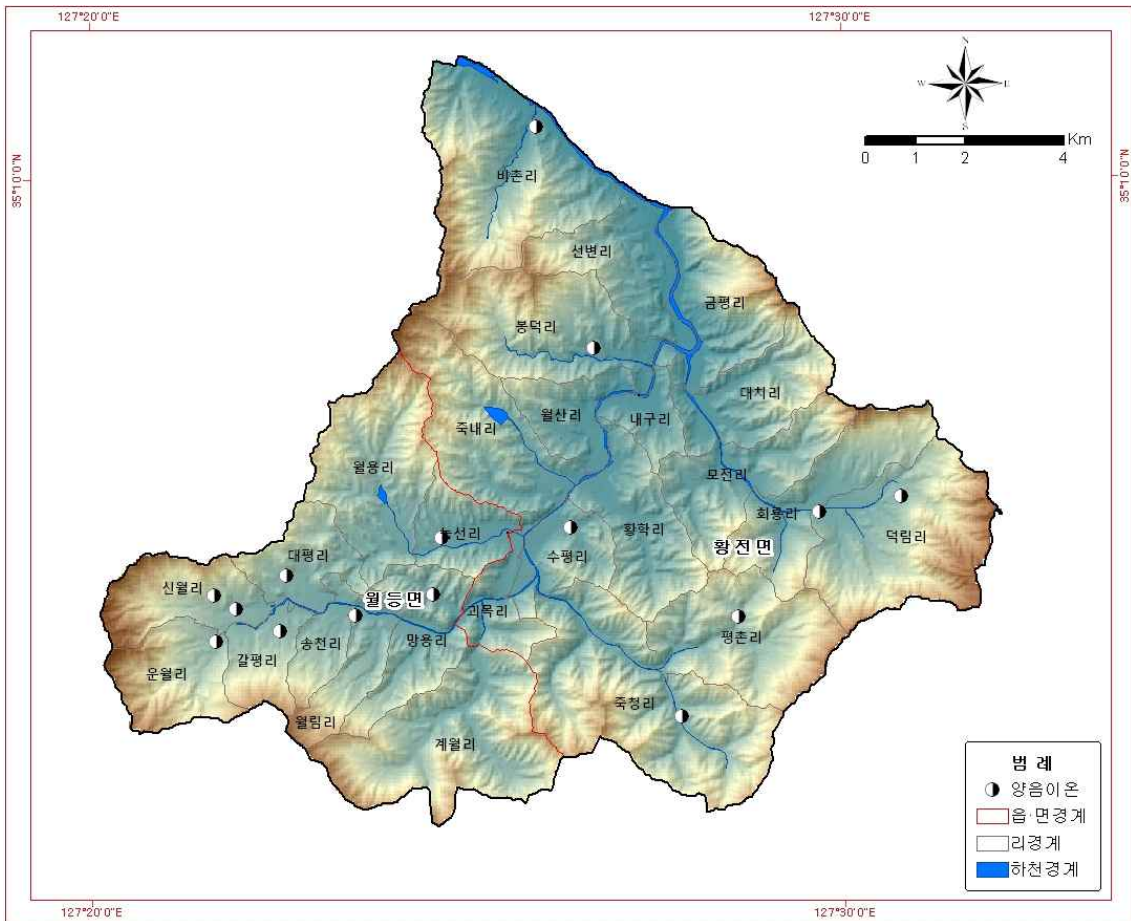 127°20'0"E
127°30'0"E
35°10'0"N
35°10'0"N
N
W
E
S
Km
0 1 2 4
비촌리
선변리
금평리
봉덕리
대치리
월산리
내구리
죽내리
월용리
모전리
회룡리
덕림리
농선리
수평리
황학리
황전면
대평리
신월리
월등면
괴목리
평촌리
운월리
갈평리
송천리
망용리
월림리
죽청리
계월리
범 례
양음이온
읍·면경계
리경계
하천경계
127°20'0"E
127°30'0"E